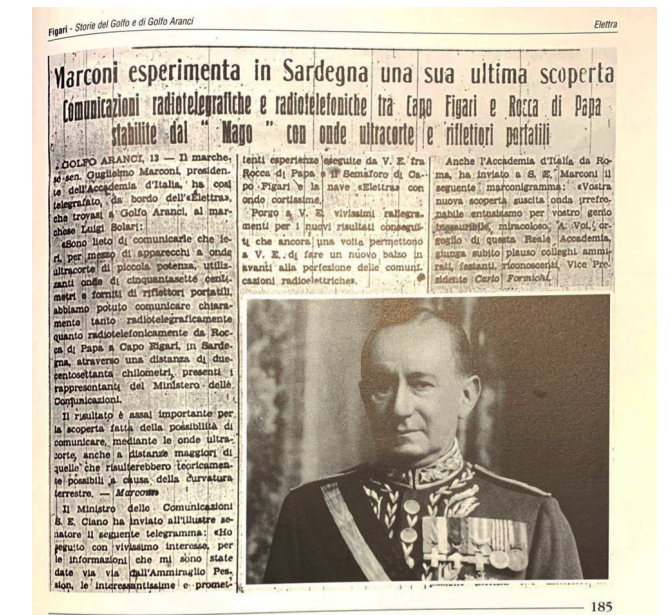 Figari - Storie del Golfo e di Golfo Aranci
Elettra
Marconi esperimenta in Sardegna una sua ultima scoperta
Comunicazioni radiotelegrafiche e radiotelefoniche tra Capo Figari e Rocca di Papa
stabilite dal " Mago " con onde ultracorte e riflettori portatili
GOLFO ARANCI, 13 — Il marche-
se sen. Guglielmo Marconi, presiden-
te dell'Accademia d'Italia, ha così
telegrafato, da bordo dell'«Elettra»,
che trovasi a Golfo Aranci, al mar-
chese Luigi Solari:
«Sono lieto di comunicarle che ie-
ri, per mezzo di apparecchi a onde
ultracorte di piccola potenza, utiliz-
zanti onde di cinquantasette centi-
metri e forniti di riflettori portatili,
abbiamo potuto comunicare chiara-
mente tanto radiotelegraficamente
quanto radiotelefonicamente da Roc-
ca di Papa a Capo Figari, in Sarde-
gna, atraverso una distanza di due-
centosettanta chilometri, presenti i
rappresentanti del Ministero delle
Comunicazioni.
Il risultato è assai importante per
la scoperta fatta della possibilità di
comunicare, mediante le onde ultra-
corte, anche a distanze maggiori di
quelle che risulterebbero teoricamen-
te possibili a causa della curvatura
terrestre. — Marconi»
Il Ministro delle Comunicazioni
S. E. Ciano ha inviato all'illustre se-
natore il seguente telegramma: «Ho
seguito con vivissimo interesse, per
le informazioni che mi sono state
date via via dall'Ammiraglio Pes-
sion, le interessantissime e promet-
tenti esperienze eseguite da V. E. fra
Rocca di Papa e il Semaforo di Ca-
po Figari e la nave «Elettra» con
onde cortissime.
Porgo a V. E. vivissimi rallegra-
menti per i nuovi risultati consegui-
ti che ancora una volta permettono
a V. E. di fare un nuovo balzo in
avanti alla perfezione delle comuni-
cazioni radioelettriche».
Anche l'Accademia d'Italia da Ro-
ma, ha inviato a S. E. Marconi il
seguente marconigramma: «Vostra
nuova scoperta suscita onda irrefre-
nabile entusiasmo per vostro genio
inesauribile, miracoloso. A Voi, or-
goglio di questa Reale Accademia,
giunga subito plauso colleghi ammi-
rati, festanti, riconoscenti, Vice Pre-
sidente Carlo Formichi.
185